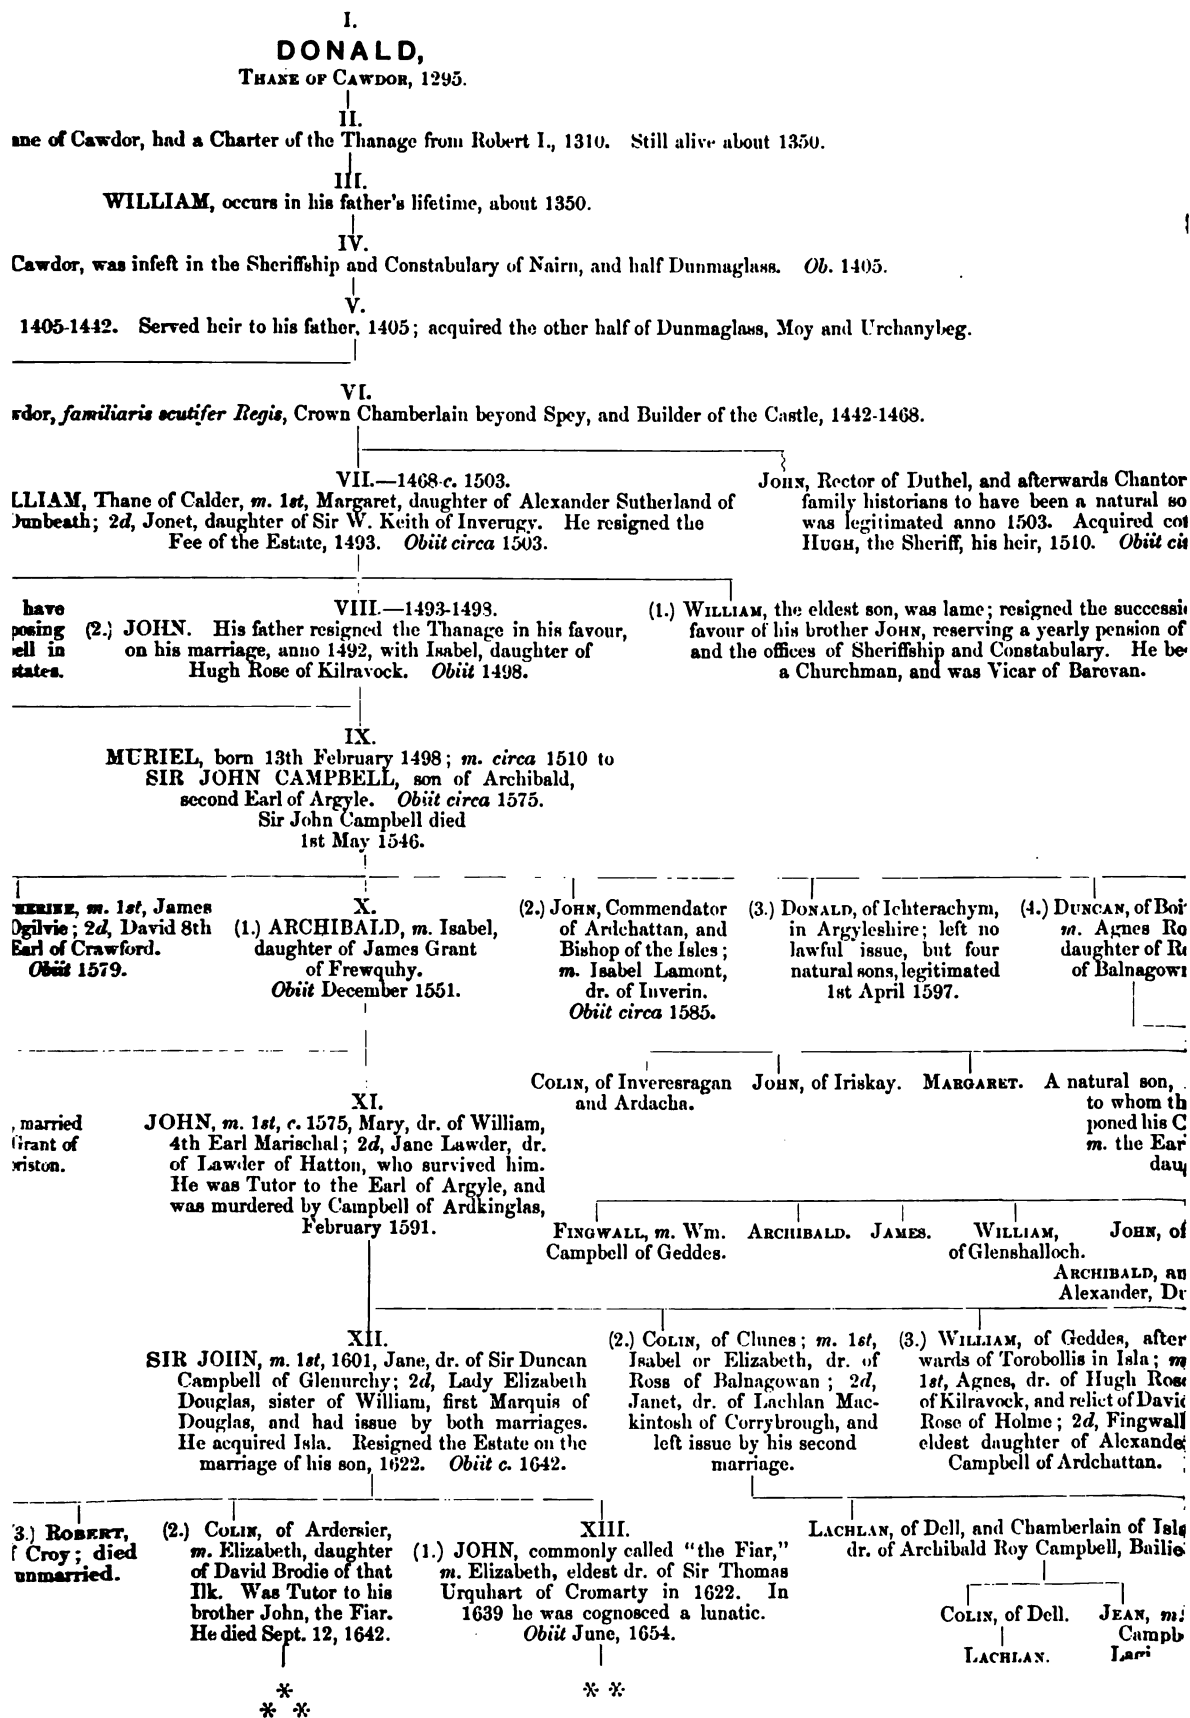 I.
DONALD,
THANE OF CAWDOR, 1295.
II.
ane of Cawdor, had a Charter of the Thanage from Robert I., 1310. Still alive about 1350.
III.
WILLIAM, occurs in his father's lifetime, about 1350.
IV.
Cawdor, was infeft in the Sheriffship and Constabulary of Nairn, and half Dunmaglass. Ob. 1405.
V.
1405-1442. Served heir to his father, 1405; acquired the other half of Dunmaglass, Moy and Urchanybeg.
VI.
wdor, familiaris scutifer Regis, Crown Chamberlain beyond Spey, and Builder of the Castle, 1442-1468.
VII.—1468-c. 1503.
LLIAM, Thane of Calder, m. 1st, Margaret, daughter of Alexander Sutherland of
Dunbeath; 2d, Jonet, daughter of Sir W. Keith of Inverugy. He resigned the
Fee of the Estate, 1493. Obiit circa 1503.
JOHN, Rector of Duthel, and afterwards Chantor
family historians to have been a natural so
was legitimated anno 1503. Acquired cot
HUGH, the Sheriff, his heir, 1510. Obiit cir
have
posing
ell in
states.
VIII.—1493-1498.
(2.) JOHN. His father resigned the Thanage in his favour,
on his marriage, anno 1492, with Isabel, daughter of
Hugh Rose of Kilravock. Obiit 1498.
(1.) WILLIAM, the eldest son, was lame; resigned the successi
favour of his brother JOHN, reserving a yearly pension of
and the offices of Sheriffship and Constabulary. He be
a Churchman, and was Vicar of Barevan.
IX.
MURIEL, born 13th February 1498; m. circa 1510 to
SIR JOHN CAMPBELL, son of Archibald,
second Earl of Argyle. Obiit circa 1575.
Sir John Campbell died
1st May 1546.
HERINE, m. 1st, James
Ogilvie; 2d, David 8th
Earl of Crawford.
Obiit 1579.
X.
(1.) ARCHIBALD, m. Isabel,
daughter of James Grant
of Frewquhy.
Obiit December 1551.
(2.) JOHN, Commendator
of Ardchattan, and
Bishop of the Isles;
m. Isabel Lamont,
dr. of Inverin.
Obiit circa 1585.
(3.) DONALD, of Ichterachym,
in Argyleshire; left no
lawful issue, but four
natural sons, legitimated
1st April 1597.
(4.) DUNCAN, of Boi
m. Agnes Ro
daughter of Ro
of Balnagown
COLIN, of Inveresragan
and Ardacha.
JOHN, of Iriskay.
MARGARET.
A natural son,
to whom th
poned his C
m. the Ear
dau
, married
Grant of
riston.
XI.
JOHN, m. 1st, c. 1575, Mary, dr. of William,
4th Earl Marischal; 2d, Jane Lawder, dr.
of Lawder of Hatton, who survived him.
He was Tutor to the Earl of Argyle, and
was murdered by Campbell of Ardkinglas,
February 1591.
FINGWALL, m. Wm.
Campbell of Geddes.
ARCHIBALD.
JAMES.
WILLIAM,
of Glenshalloch.
JOHN, of
ARCHIBALD, an
Alexander, Dr
XII.
SIR JOHN, m. 1st, 1601, Jane, dr. of Sir Duncan
Campbell of Glenurchy; 2d, Lady Elizabeth
Douglas, sister of William, first Marquis of
Douglas, and had issue by both marriages.
He acquired Isla. Resigned the Estate on the
marriage of his son, 1622. Obiit c. 1642.
(2.) COLIN, of Clunes; m. 1st,
Isabel or Elizabeth, dr. of
Ross of Balnagowan; 2d,
Janet, dr. of Lachlan Mac-
kintosh of Corrybrough, and
left issue by his second
marriage.
(3.) WILLIAM, of Geddes, after
wards of Torobollis in Isla; m
1st, Agnes, dr. of Hugh Rose
of Kilravock, and relict of David
Rose of Holme; 2d, Fingwall
eldest daughter of Alexande
Campbell of Ardchattan.
3.) ROBERT,
f Croy; died
unmarried.
(2.) COLIN, of Ardersier,
m. Elizabeth, daughter
of David Brodie of that
Ilk. Was Tutor to his
brother John, the Fiar.
He died Sept. 12, 1642.
XIII.
(1.) JOHN, commonly called "the Fiar,"
m. Elizabeth, eldest dr. of Sir Thomas
Urquhart of Cromarty in 1622. In
1639 he was cognosced a lunatic.
Obiit June, 1654.
LACHLAN, of Dell, and Chamberlain of Isla
dr. of Archibald Roy Campbell, Bailie
COLIN, of Dell.
LACHLAN.
JEAN, m.
Campb
* * *
* *